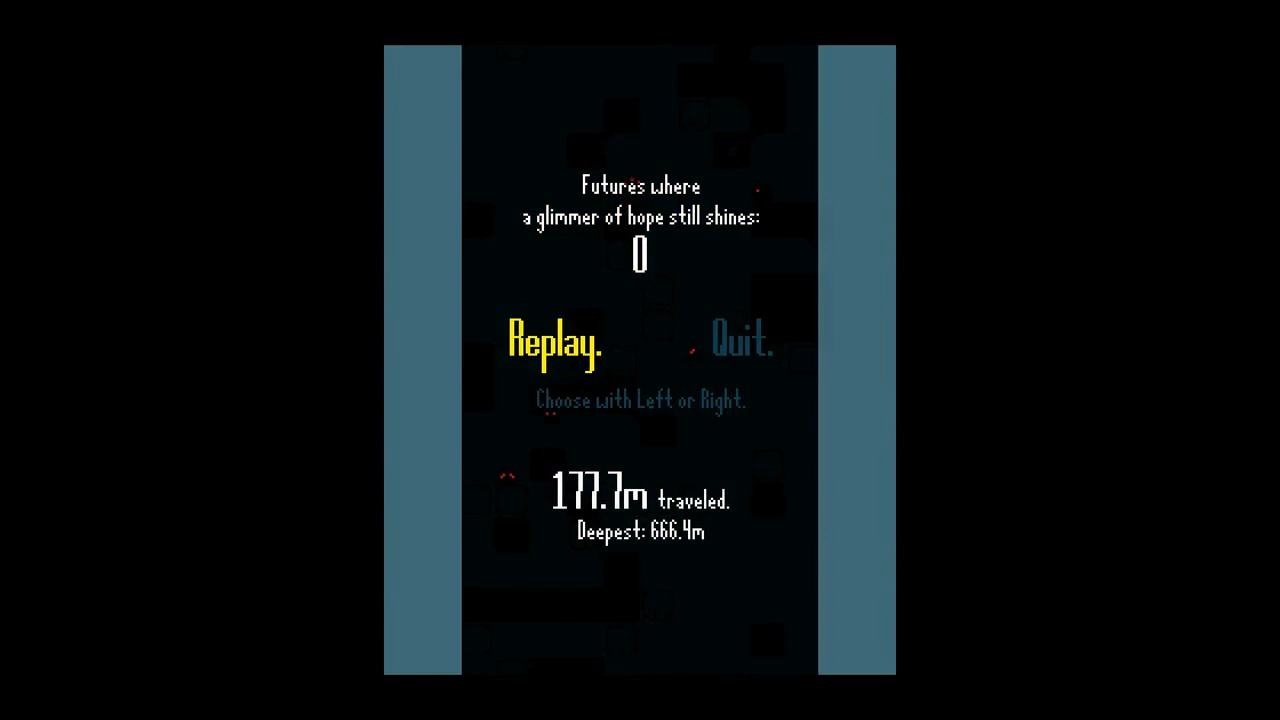 Futures where
a glimmer of hope still shines:
0
Replay. Quit.
Choose with Left or Right.
177.7m traveled.
Deepest: 666.4m